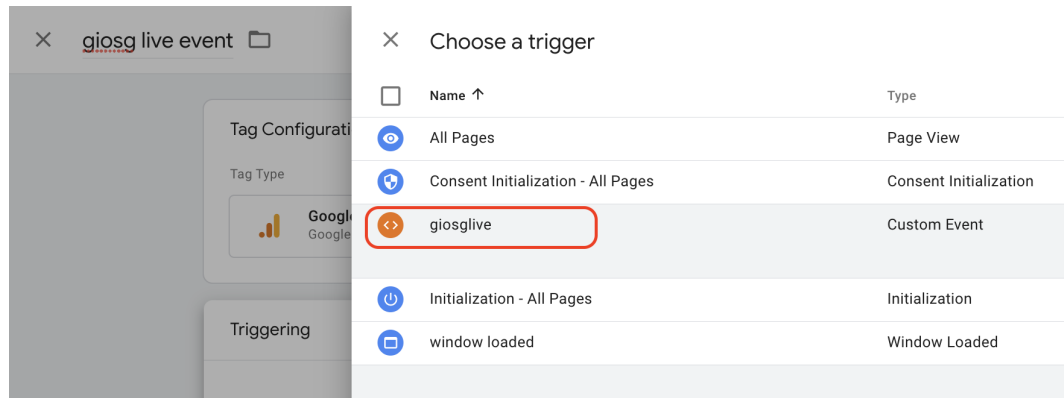 giosg live event
Choose a trigger
Name Type
Tag Configurati
All Pages Page View
Tag Type
Consent Initialization - All Pages Consent Initialization
Google
Google
giosglive Custom Event
Initialization - All Pages Initialization
Triggering
window loaded Window Loaded